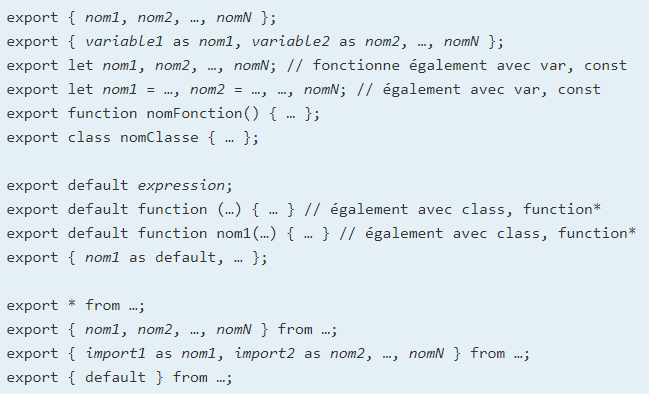 export { nom1, nom2, …, nomN };
export { variable1 as nom1, variable2 as nom2, …, nomN };
export let nom1, nom2, …, nomN; // fonctionne également avec var, const
export let nom1 = …, nom2 = …, …, nomN; // également avec var, const
export function nomFonction() { … };
export class nomClasse { … };
export default expression;
export default function (…) { … } // également avec class, function*
export default function nom1(…) { … } // également avec class, function*
export { nom1 as default, … };
export * from …;
export { nom1, nom2, …, nomN } from …;
export { import1 as nom1, import2 as nom2, …, nomN } from …;
export { default } from …;